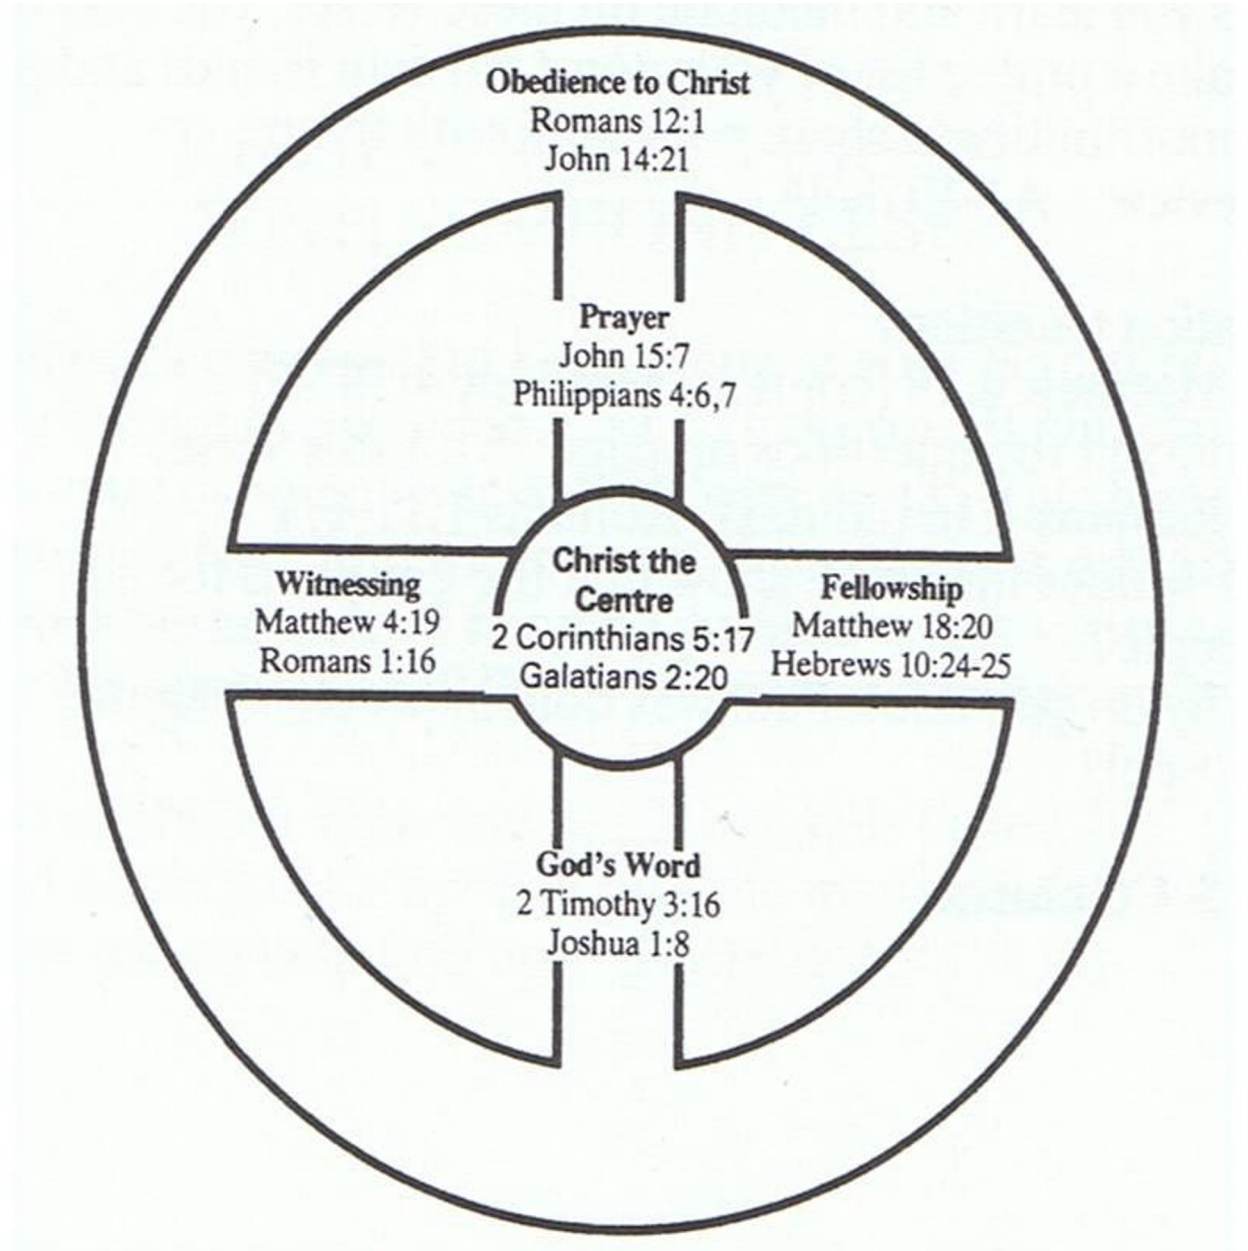 Obedience to Christ
Romans 12:1
John 14:21
Prayer
John 15:7
Philippians 4:6,7
Christ the
Centre
2 Corinthians 5:17
Galatians 2:20
Witnessing
Matthew 4:19
Romans 1:16
Fellowship
Matthew 18:20
Hebrews 10:24-25
God's Word
2 Timothy 3:16
Joshua 1:8